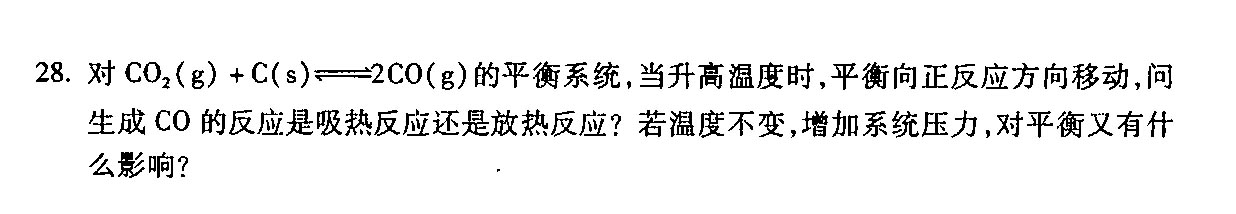 28. 对 CO₂(g) + C(s)⇌2CO(g)的平衡系统,当升高温度时,平衡向正反应方向移动,问
生成 CO 的反应是吸热反应还是放热反应? 若温度不变,增加系统压力,对平衡又有什
么影响?